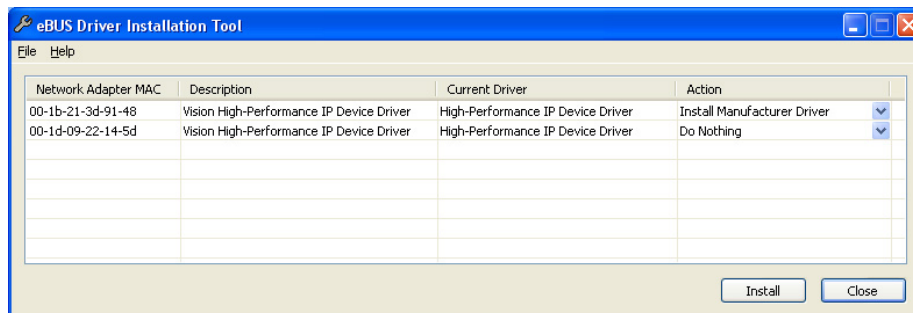 eBUS Driver Installation Tool
File Help
Network Adapter MAC Description Current Driver Action
00-1b-21-3d-91-48 Vision High-Performance IP Device Driver High-Performance IP Device Driver Install Manufacturer Driver
00-1d-09-22-14-5d Vision High-Performance IP Device Driver High-Performance IP Device Driver Do Nothing
Install Close